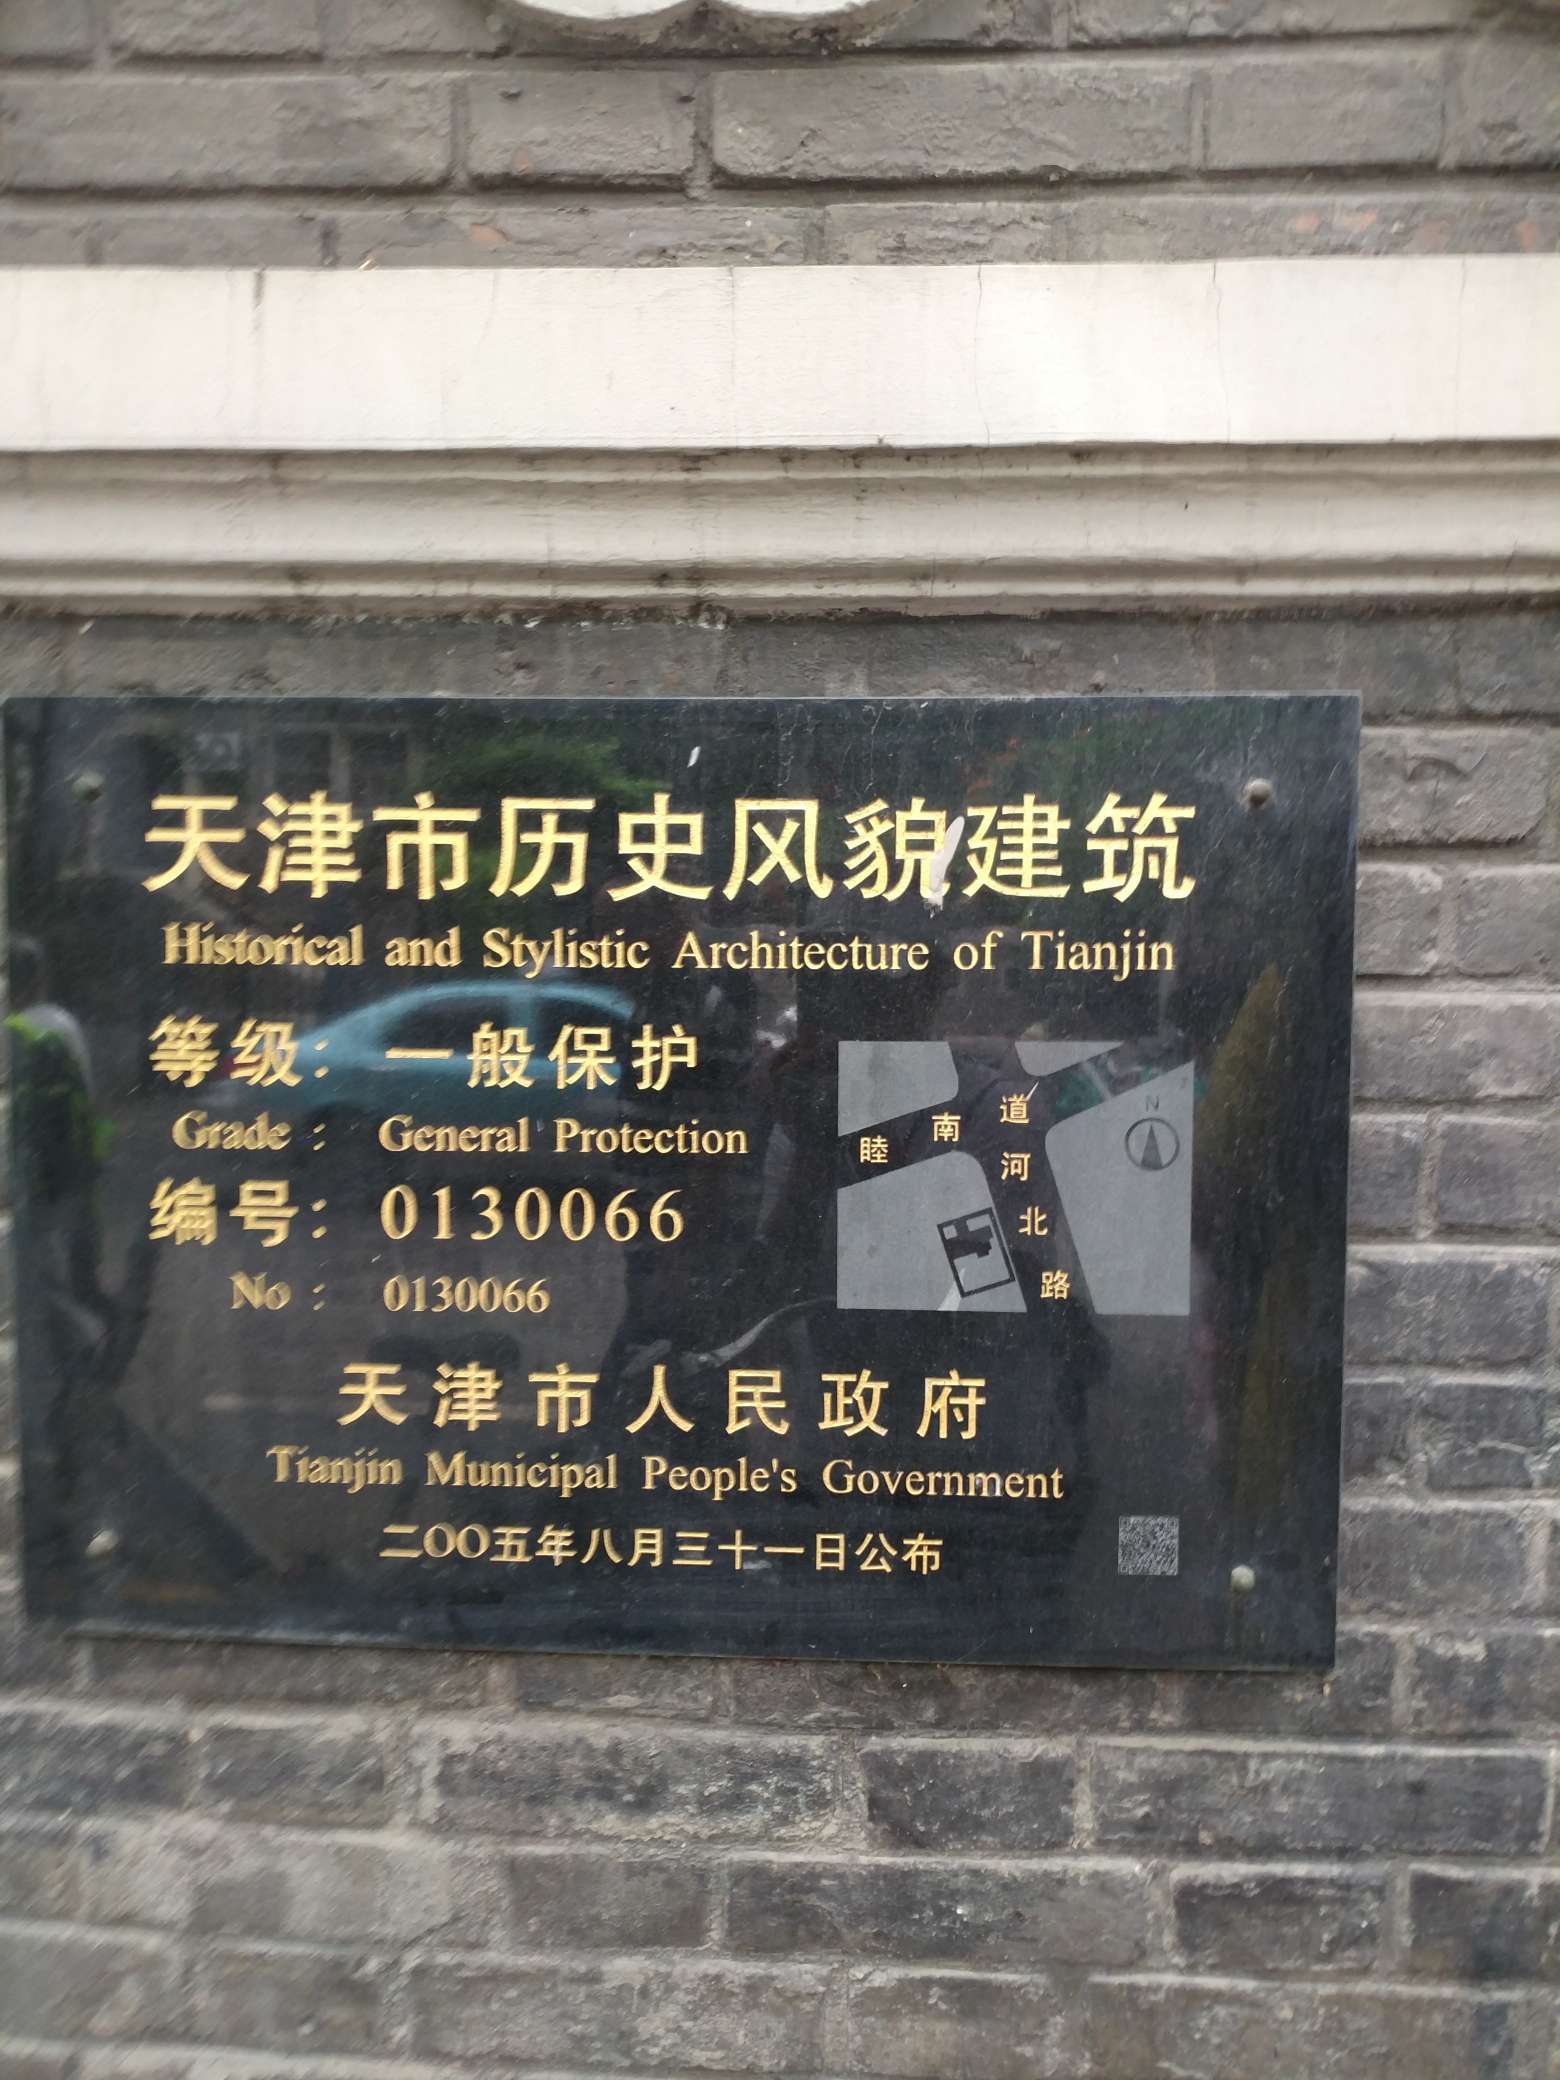 天津市历史风貌建筑
Historical and Stylistic Architecture of Tianjin
等级：一般保护
Grade : General Protection
编号：0130066
No : 0130066
睦南道
河北路
N
天津市人民政府
Tianjin Municipal People's Government
二OO五年八月三十一日公布